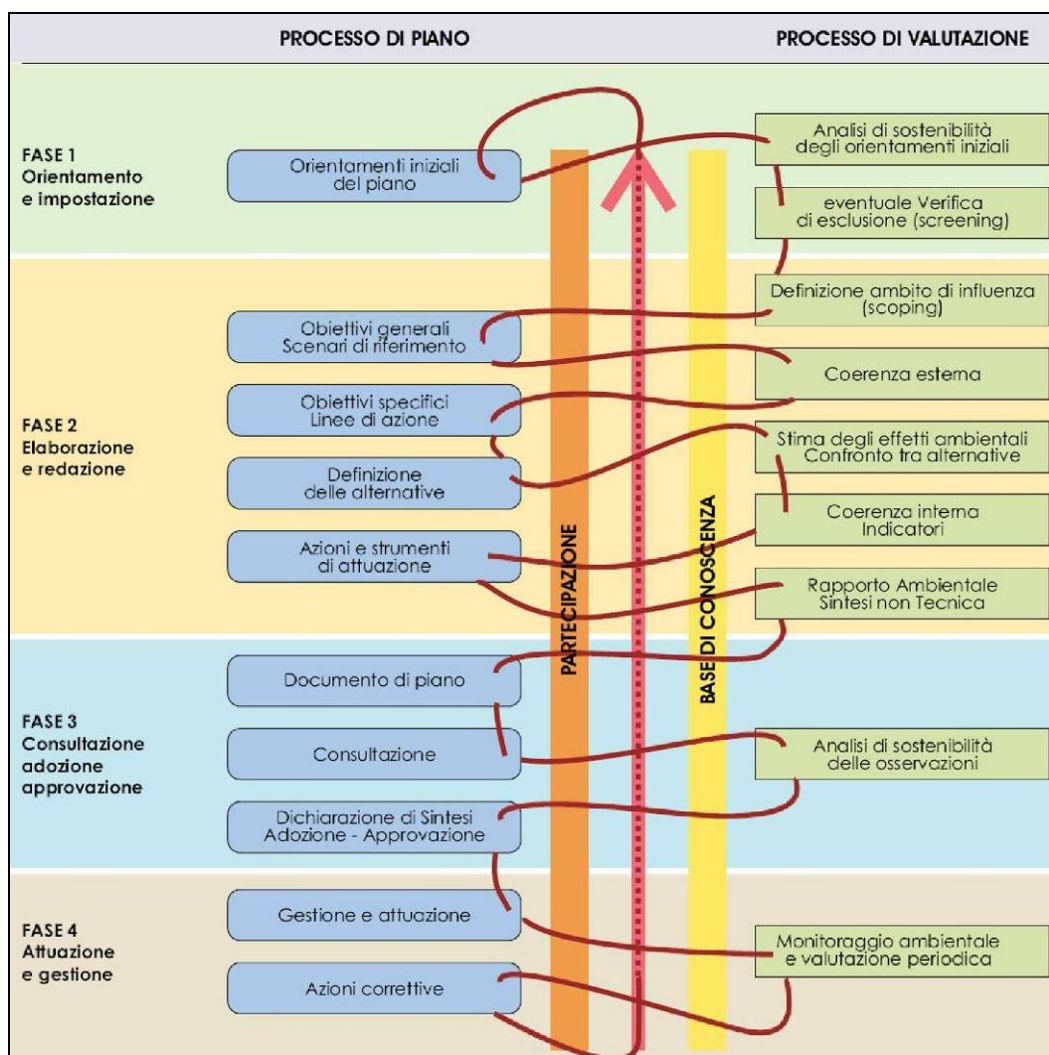 PROCESSO DI PIANO
PROCESSO DI VALUTAZIONE
FASE 1
Orientamento
e impostazione
Orientamenti iniziali
del piano
Analisi di sostenibilità
degli orientamenti iniziali
eventuale Verifica
di esclusione (screening)
FASE 2
Elaborazione
e redazione
Obiettivi generali
Scenari di riferimento
Obiettivi specifici
Linee di azione
Definizione
delle alternative
Azioni e strumenti
di attuazione
Definizione ambito di influenza
(scoping)
Coerenza esterna
Stima degli effetti ambientali
Confronto tra alternative
Coerenza interna
Indicatori
Rapporto Ambientale
Sintesi non Tecnica
PARTECIPAZIONE
BASE DI CONOSCENZA
FASE 3
Consultazione
adozione
approvazione
Documento di piano
Consultazione
Dichiarazione di Sintesi
Adozione - Approvazione
Analisi di sostenibilità
delle osservazioni
FASE 4
Attuazione
e gestione
Gestione e attuazione
Azioni correttive
Monitoraggio ambientale
e valutazione periodica